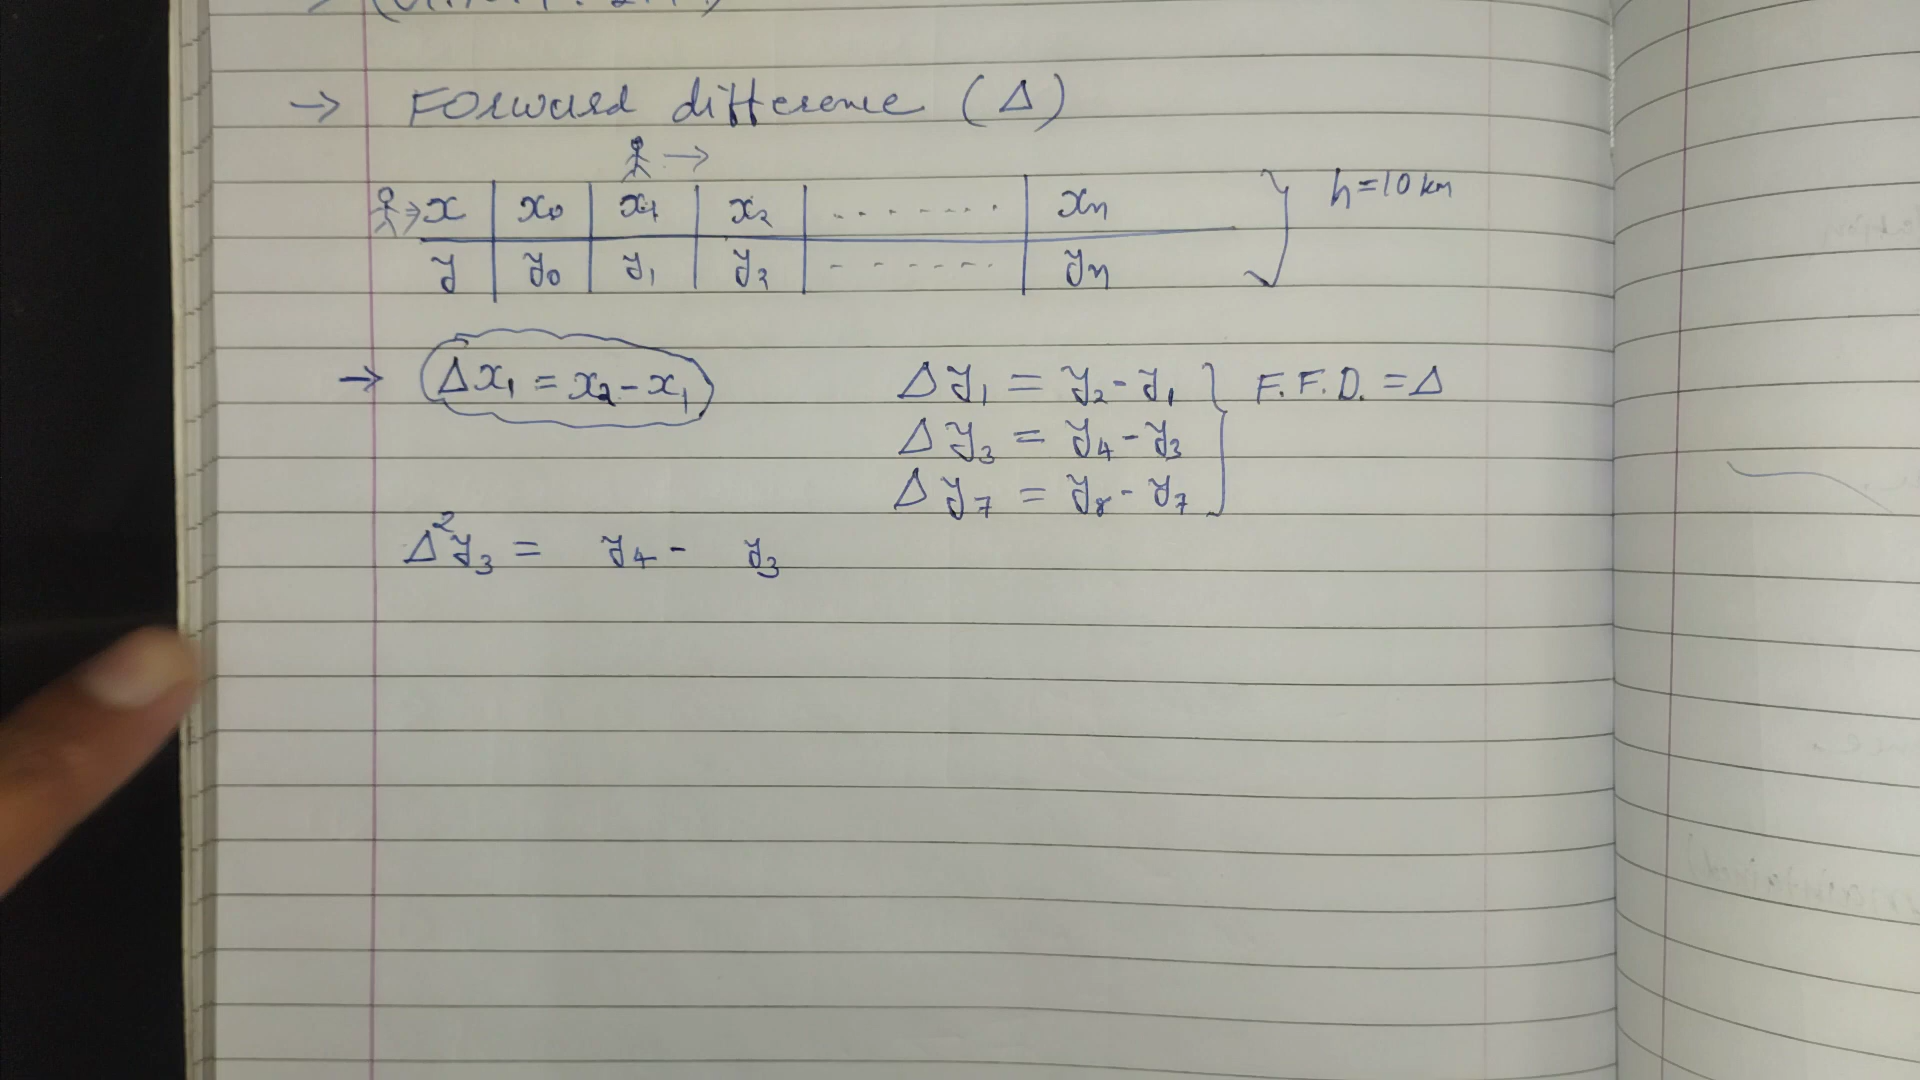 → Forward difference (Δ)
→
⇒ x | x₀ | x₁ | x₂ | ........ | xₙ
h = 10 km
y | y₀ | y₁ | y₂ | ------ | yₙ
→ Δx₁ = x₂ - x₁
Δy₁ = y₂ - y₁ } F.F.D. = Δ
Δy₃ = y₄ - y₃
Δy₇ = y₈ - y₇
Δ²y₃ = y₄ - y₃